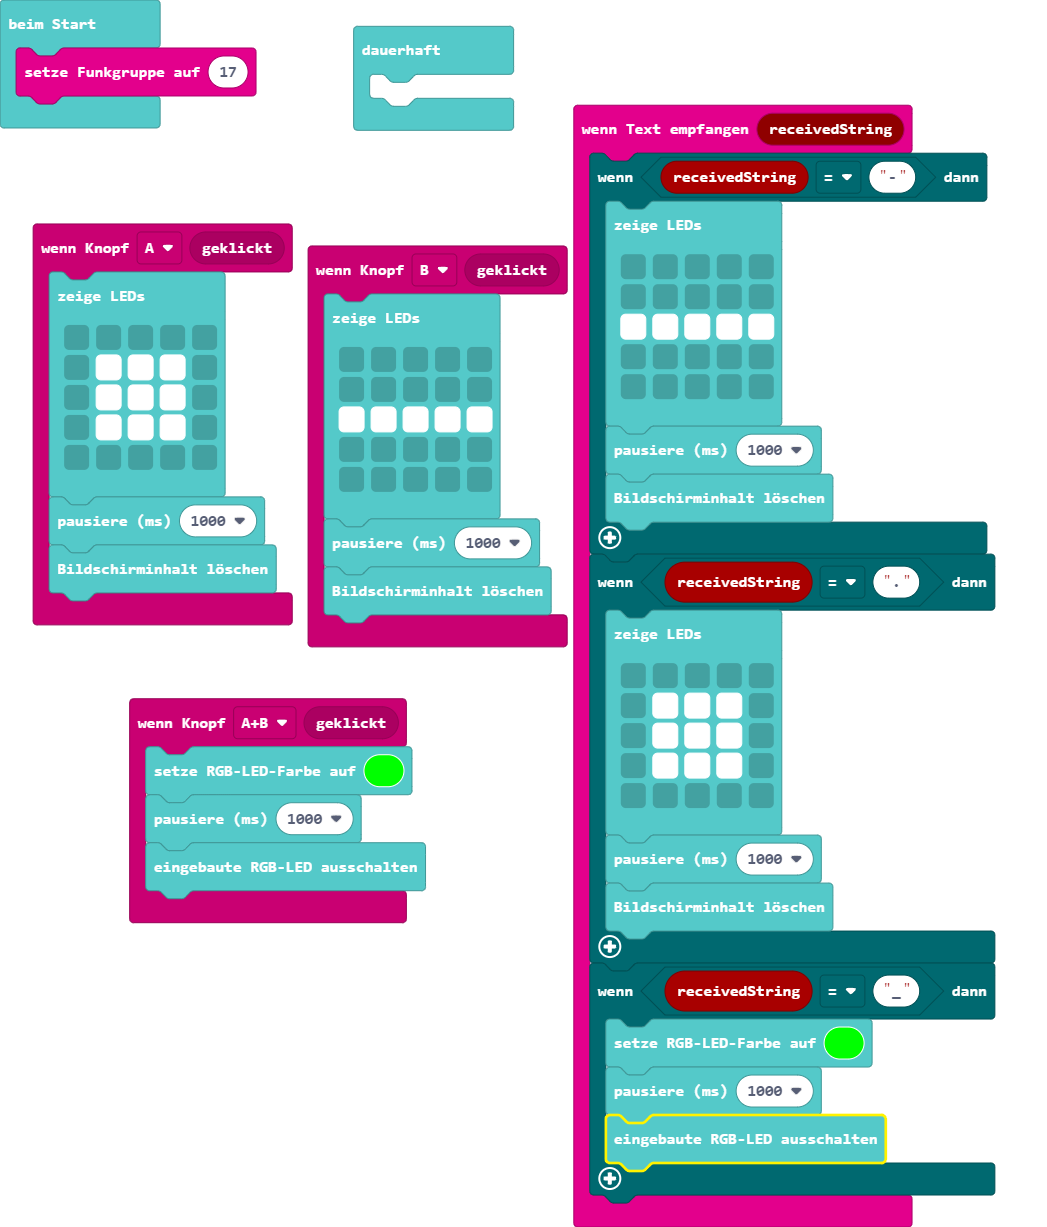 beim Start
setze Funkgruppe auf 17
dauerhaft
wenn Knopf A geklickt
zeige LEDs
pausiere (ms) 1000
Bildschirminhalt löschen
wenn Knopf B geklickt
zeige LEDs
pausiere (ms) 1000
Bildschirminhalt löschen
wenn Knopf A+B geklickt
setze RGB-LED-Farbe auf
pausiere (ms) 1000
eingebaute RGB-LED ausschalten
wenn Text empfangen receivedString
wenn receivedString = "-" dann
zeige LEDs
pausiere (ms) 1000
Bildschirminhalt löschen
wenn receivedString = "." dann
zeige LEDs
pausiere (ms) 1000
Bildschirminhalt löschen
wenn receivedString = "_" dann
setze RGB-LED-Farbe auf
pausiere (ms) 1000
eingebaute RGB-LED ausschalten